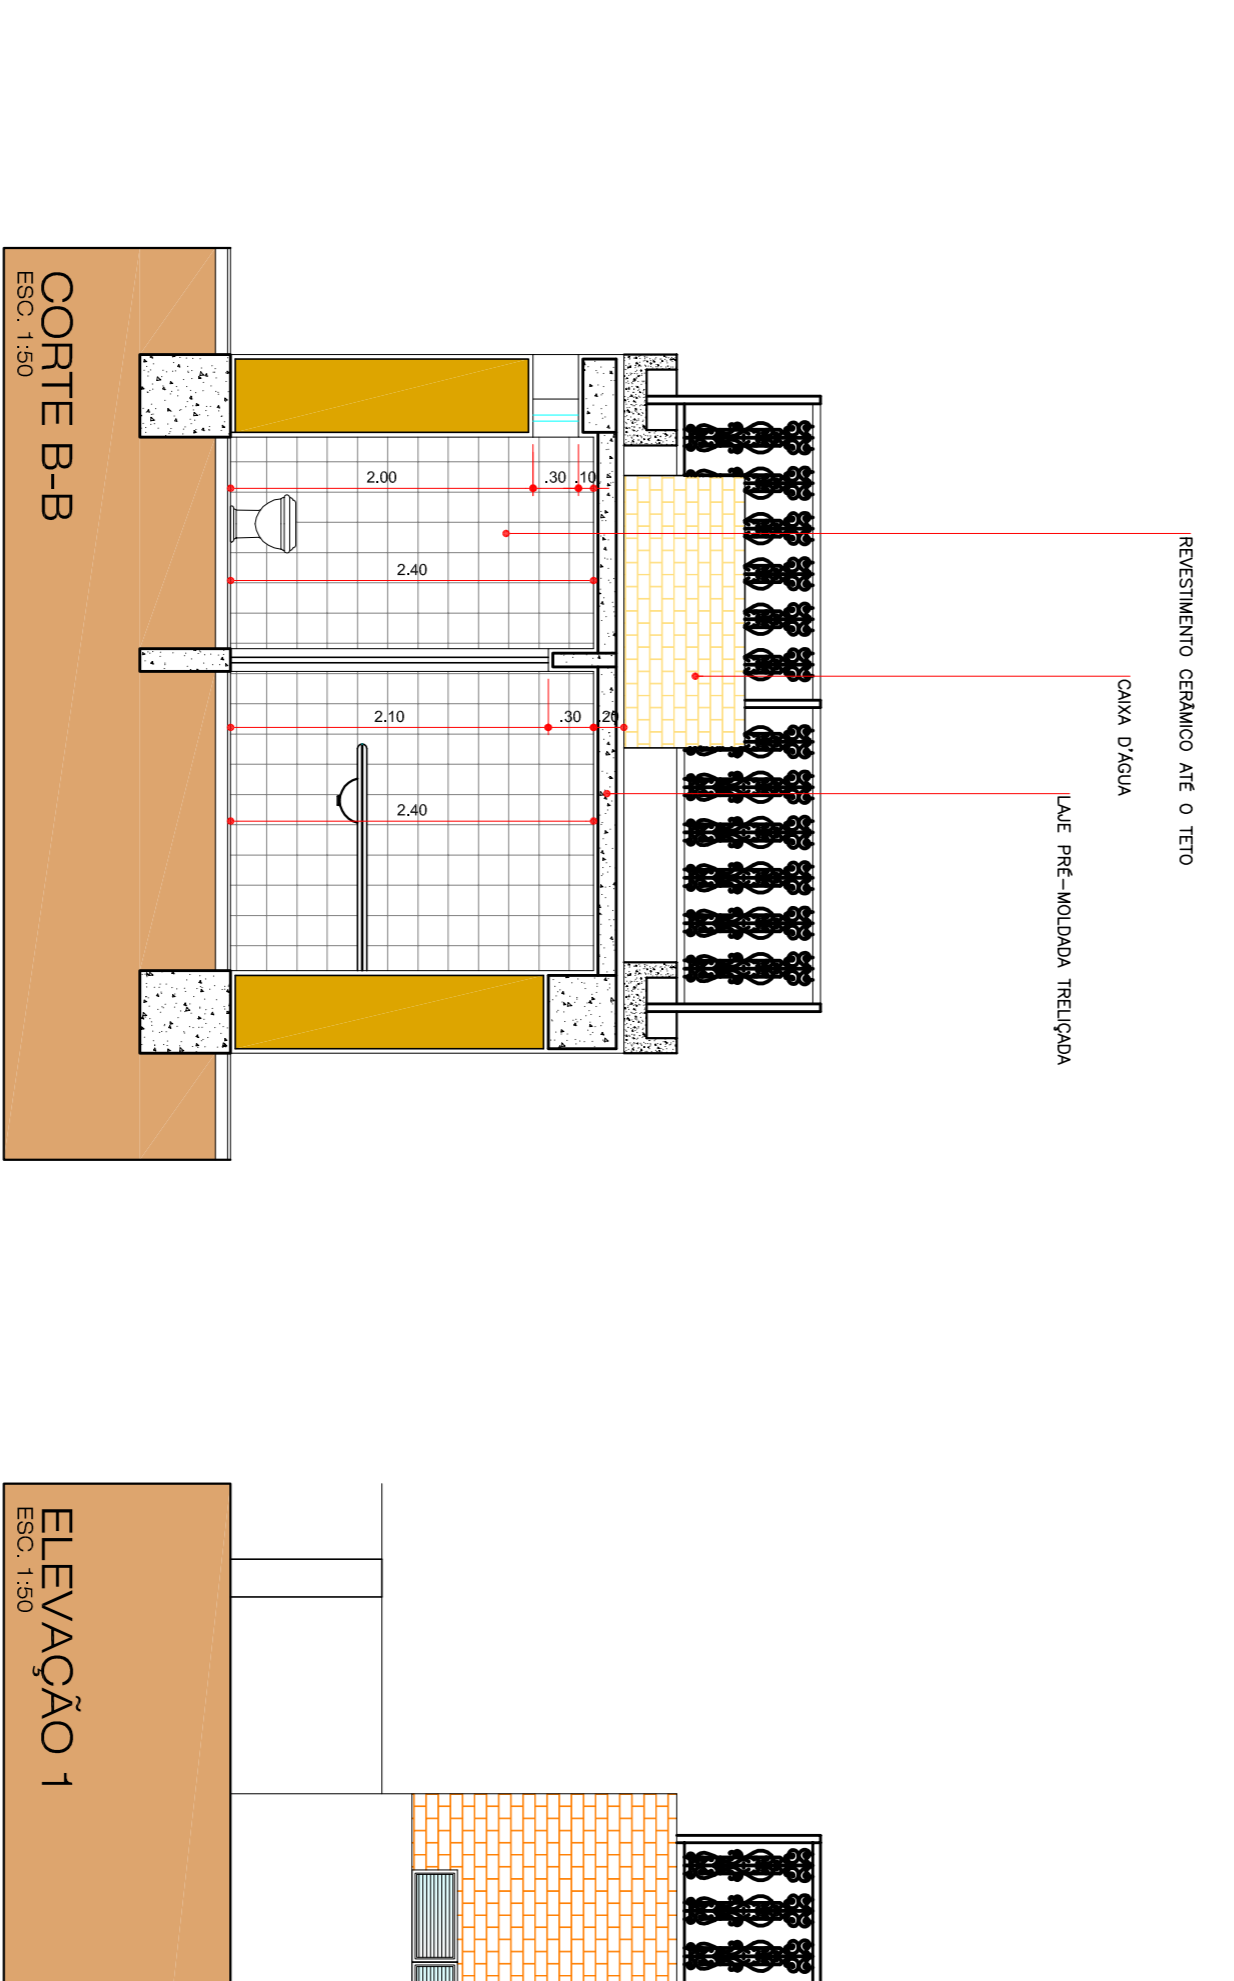 REVESTIMENTO CERÂMICO ATÉ O TETO
CAIXA D'ÁGUA
LAJE PRÉ-MOLDADA TRELIÇADA
2.00
.30
.10
2.40
2.10
.30
.20
2.40
CORTE B-B
ESC. 1:50
ELEVAÇÃO 1
ESC. 1:50